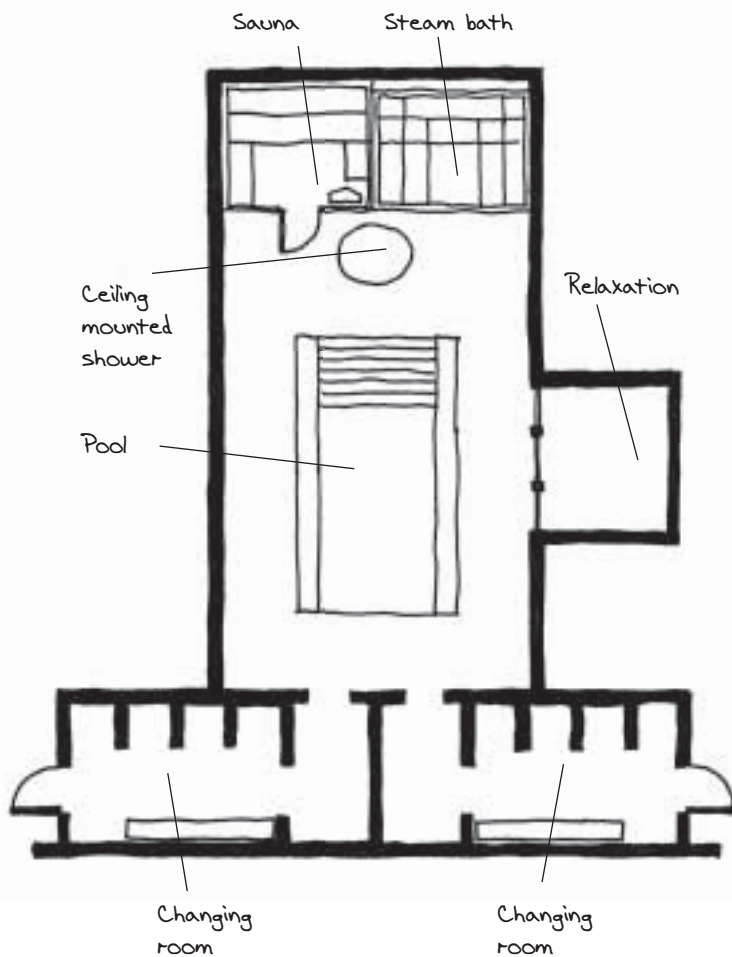 Sauna
Steam bath
Ceiling
mounted
shower
Relaxation
Pool
Changing
room
Changing
room